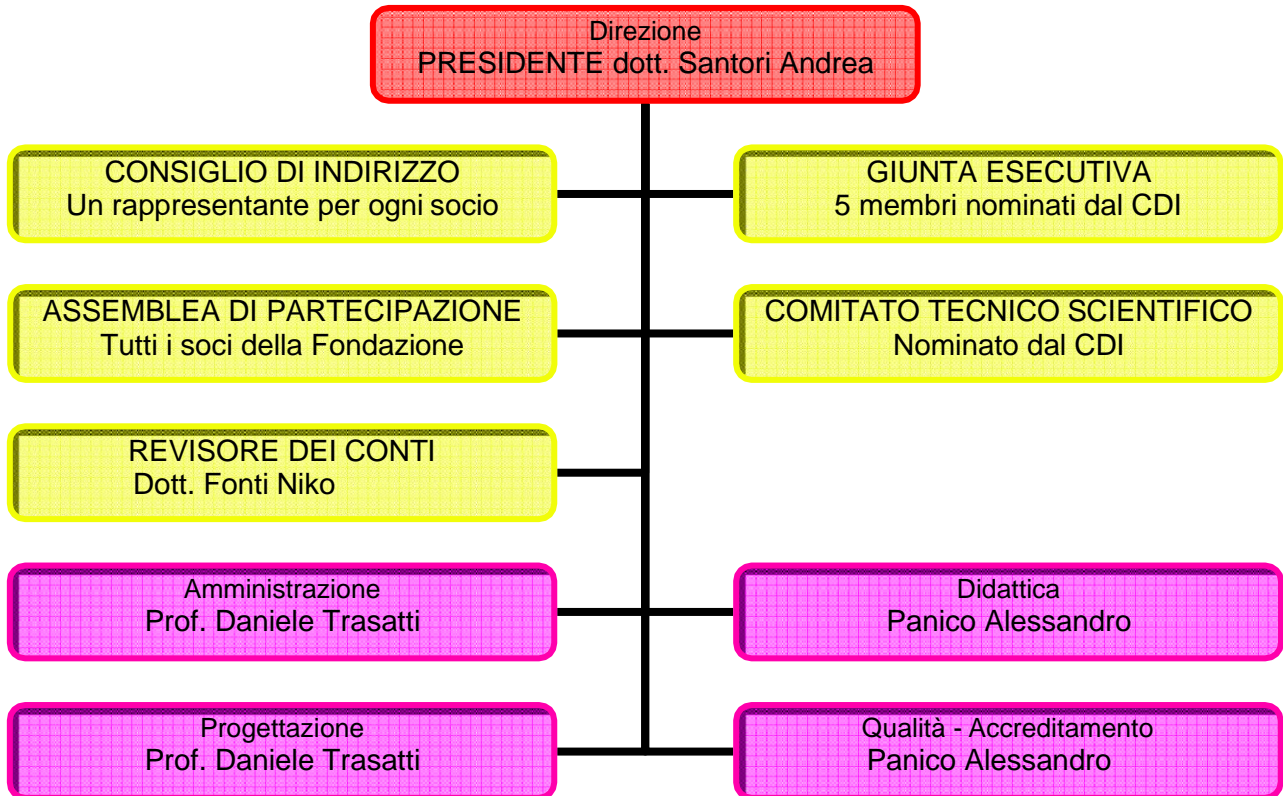 Direzione
PRESIDENTE dott. Santori Andrea
CONSIGLIO DI INDIRIZZO
Un rappresentante per ogni socio
GIUNTA ESECUTIVA
5 membri nominati dal CDI
ASSEMBLEA DI PARTECIPAZIONE
Tutti i soci della Fondazione
COMITATO TECNICO SCIENTIFICO
Nominato dal CDI
REVISORE DEI CONTI
Dott. Fonti Niko
Amministrazione
Prof. Daniele Trasatti
Didattica
Panico Alessandro
Progettazione
Prof. Daniele Trasatti
Qualità - Accreditamento
Panico Alessandro